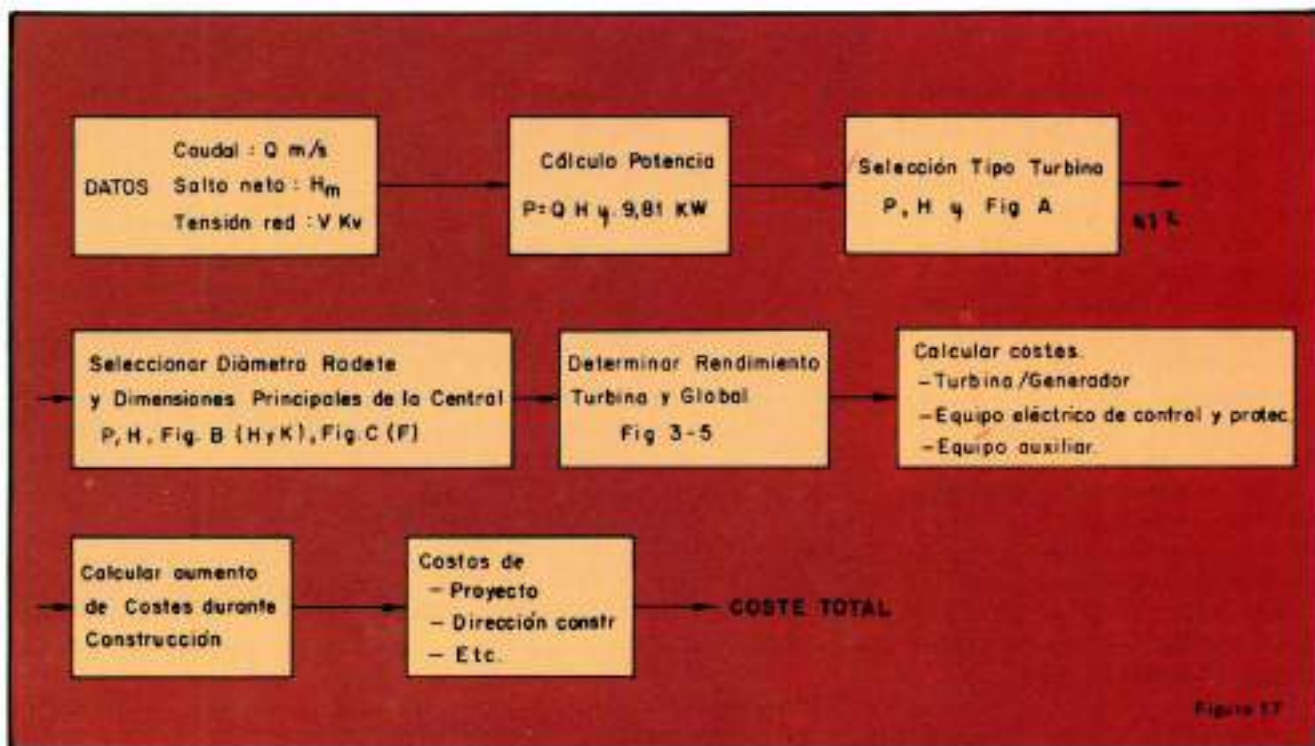 Caudal : Q m/s
DATOS Salto neto : Hm
Tensión red : V Kv
Cálculo Potencia
P=Q H y 9,81 KW
Selección Tipo Turbina
P, H y Fig A
Seleccionar Diámetro Rodete
y Dimensiones Principales de la Central
P, H, Fig. B (H y K), Fig. C (F)
Determinar Rendimiento
Turbina y Global
Fig 3-5
Calcular costes.
- Turbina/Generador
- Equipo eléctrico de control y protec.
- Equipo auxiliar.
Calcular aumento
de Costes durante
Construcción
Costos de
- Proyecto
- Dirección constr
- Etc.
COSTE TOTAL
Figura 17